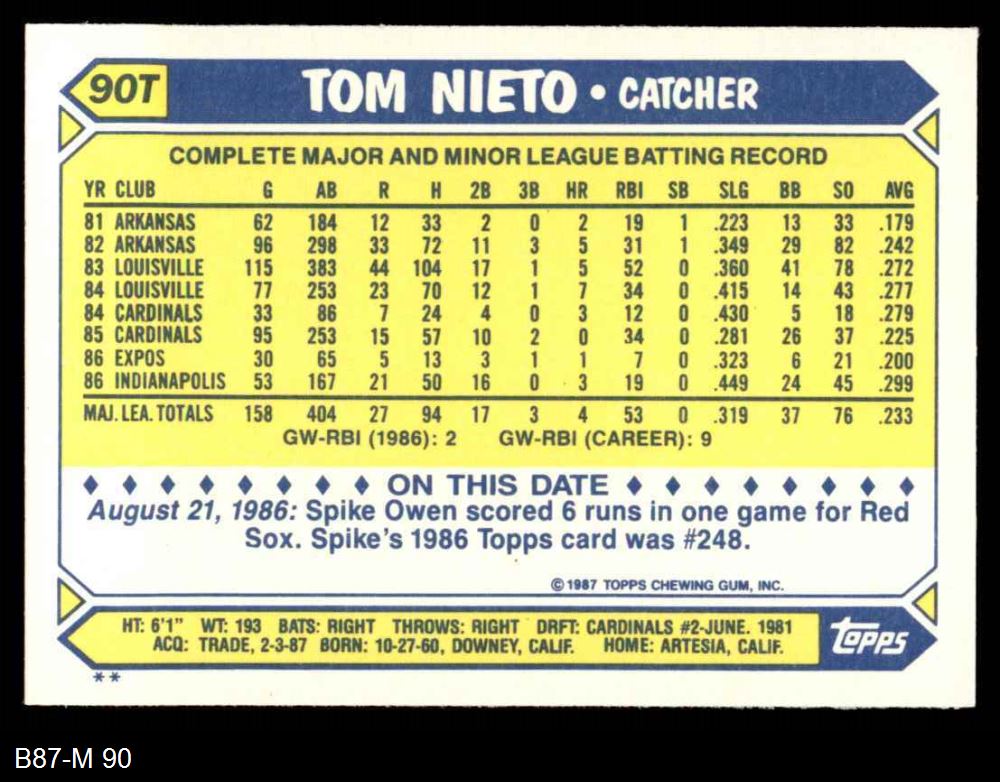 90T
TOM NIETO • CATCHER
COMPLETE MAJOR AND MINOR LEAGUE BATTING RECORD
YR CLUB G AB R H 2B 3B HR RBI SB SLG BB SO AVG
81 ARKANSAS 62 184 12 33 2 0 2 19 1 .223 13 33 .179
82 ARKANSAS 96 298 33 72 11 3 5 31 1 .349 29 82 .242
83 LOUISVILLE 115 383 44 104 17 1 5 52 0 .360 41 78 .272
84 LOUISVILLE 77 253 23 70 12 1 7 34 0 .415 14 43 .277
84 CARDINALS 33 86 7 24 4 0 3 12 0 .430 5 18 .279
85 CARDINALS 95 253 15 57 10 2 0 34 0 .281 26 37 .225
86 EXPOS 30 65 5 13 3 1 1 7 0 .323 6 21 .200
86 INDIANAPOLIS 53 167 21 50 16 0 3 19 0 .449 24 45 .299
MAJ. LEA. TOTALS 158 404 27 94 17 3 4 53 0 .319 37 76 .233
GW-RBI (1986): 2 GW-RBI (CAREER): 9
ON THIS DATE
August 21, 1986: Spike Owen scored 6 runs in one game for Red
Sox. Spike's 1986 Topps card was #248.
© 1987 TOPPS CHEWING GUM, INC.
HT: 6'1" WT: 193 BATS: RIGHT THROWS: RIGHT DRFT: CARDINALS #2-JUNE. 1981
ACQ: TRADE, 2-3-87 BORN: 10-27-60, DOWNEY, CALIF. HOME: ARTESIA, CALIF.
topps
**
B87-M 90